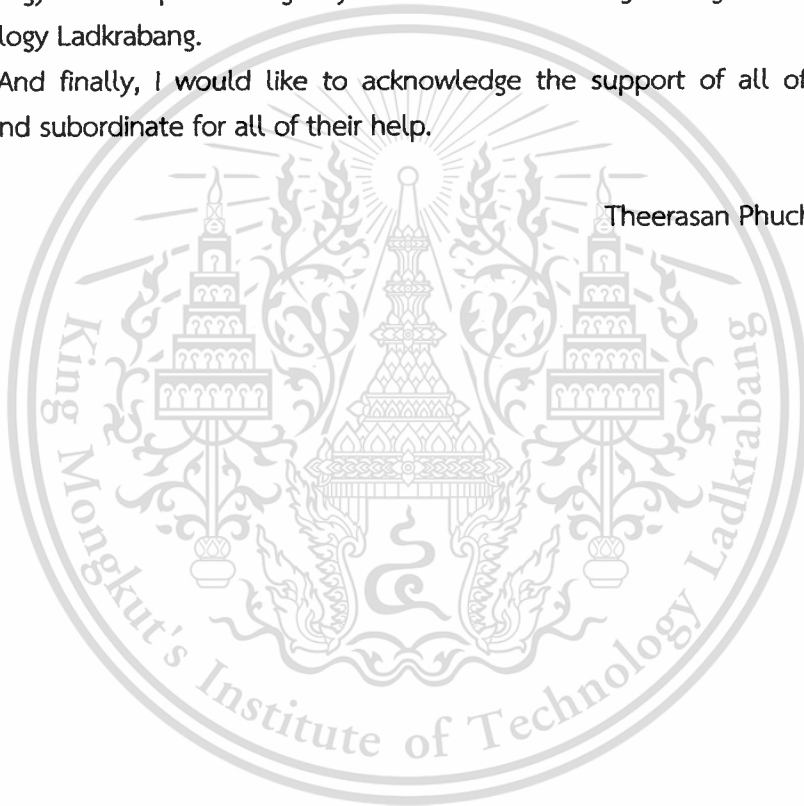 logy Ladkrabang.
And finally, I would like to acknowledge the support of all of
nd subordinate for all of their help.
Theerasan Phuch
King Mongkut's Institute of Technology Ladkrabang
๔